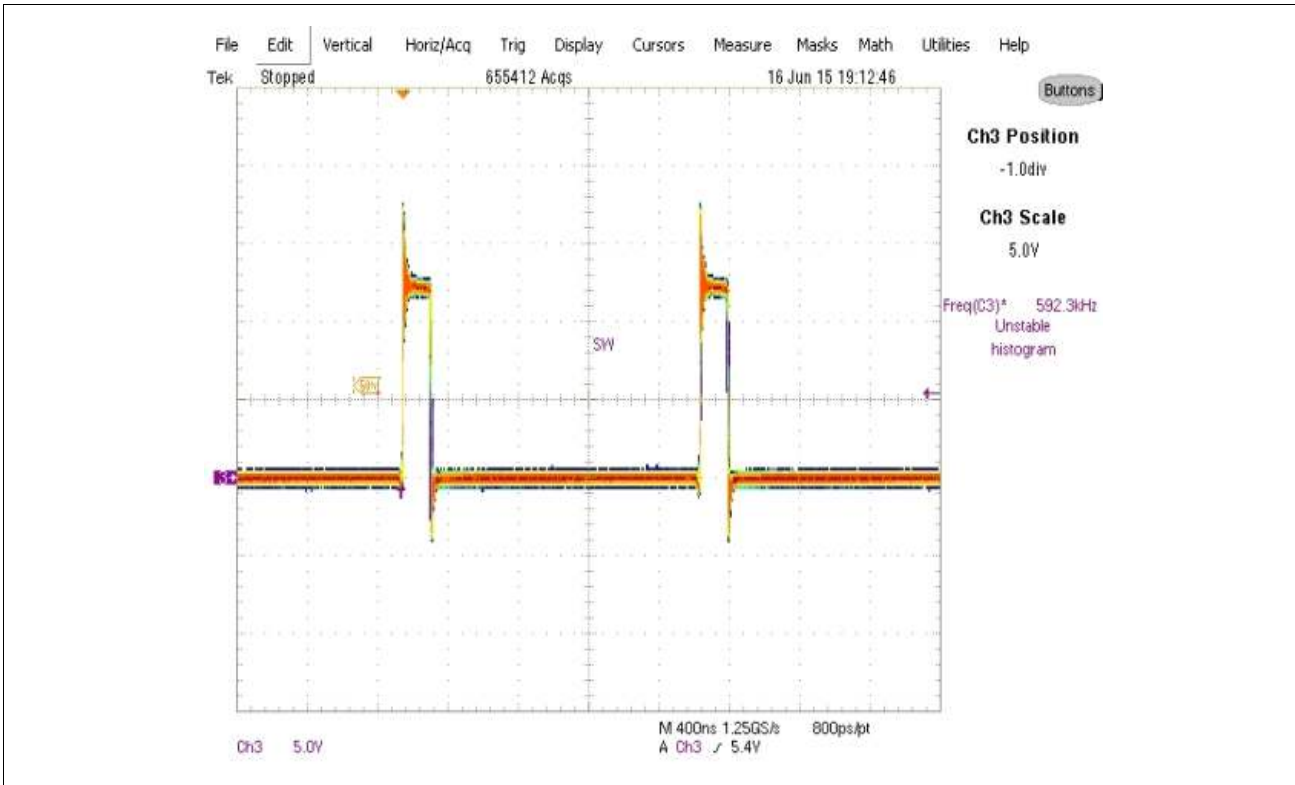 File Edit Vertical Horiz/Acq Trig Display Cursors Measure Masks Math Utilities Help
Tek Stopped 655412 Acqs 16 Jun 15 19:12:46
Buttons
Ch3 Position
-1.0div
Ch3 Scale
5.0V
Freq(C3)* 592.3kHz
Unstable
histogram
SW
3
M 400ns 1.25GS/s 800ps/pt
A Ch3 5.4V
Ch3 5.0V